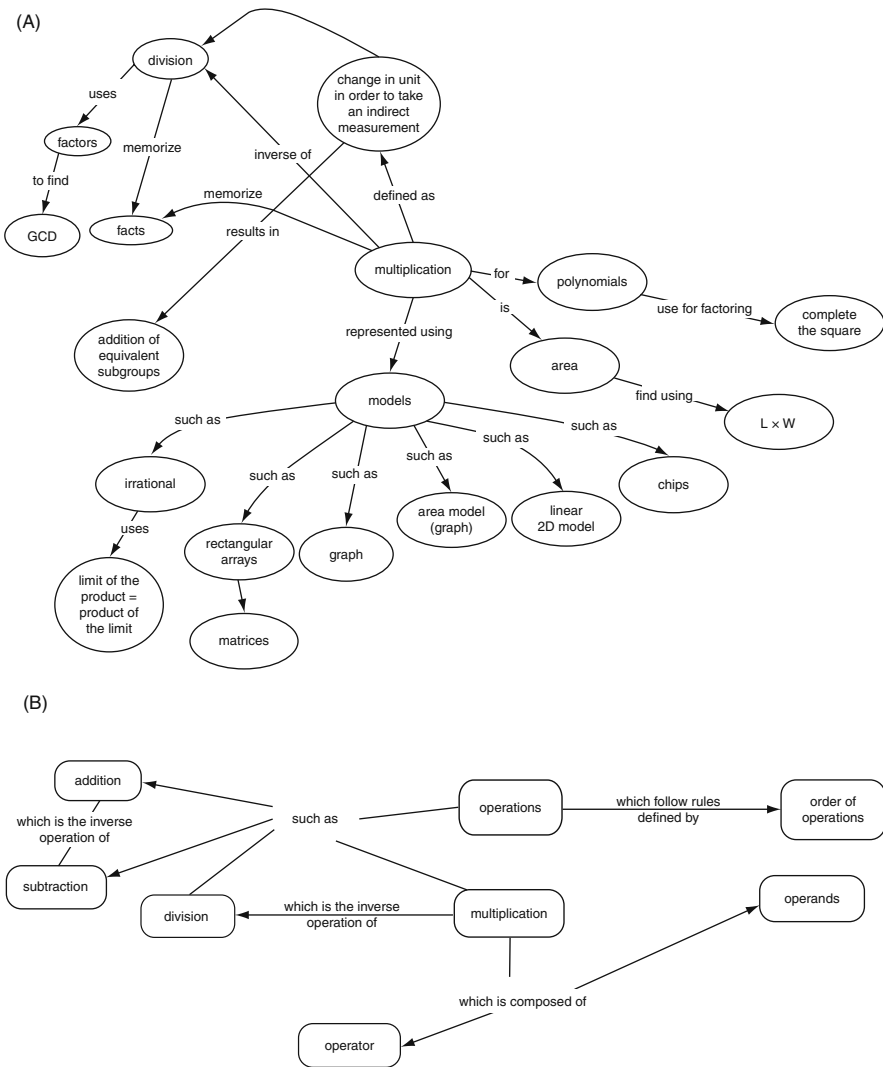 (A)
division
change in unit
in order to take
an indirect
measurement
uses
factors
memorize
inverse of
to find
memorize
defined as
GCD
facts
results in
multiplication
for
polynomials
is
use for factoring
complete
the square
represented using
addition of
equivalent
subgroups
area
find using
models
L × W
such as
such as
such as
such as
such as
such as
irrational
chips
area model
(graph)
linear
2D model
uses
rectangular
arrays
graph
limit of the
product =
product of
the limit
matrices
(B)
addition
operations
which follow rules
defined by
order of
operations
which is the inverse
operation of
such as
subtraction
division
which is the inverse
operation of
multiplication
operands
which is composed of
operator